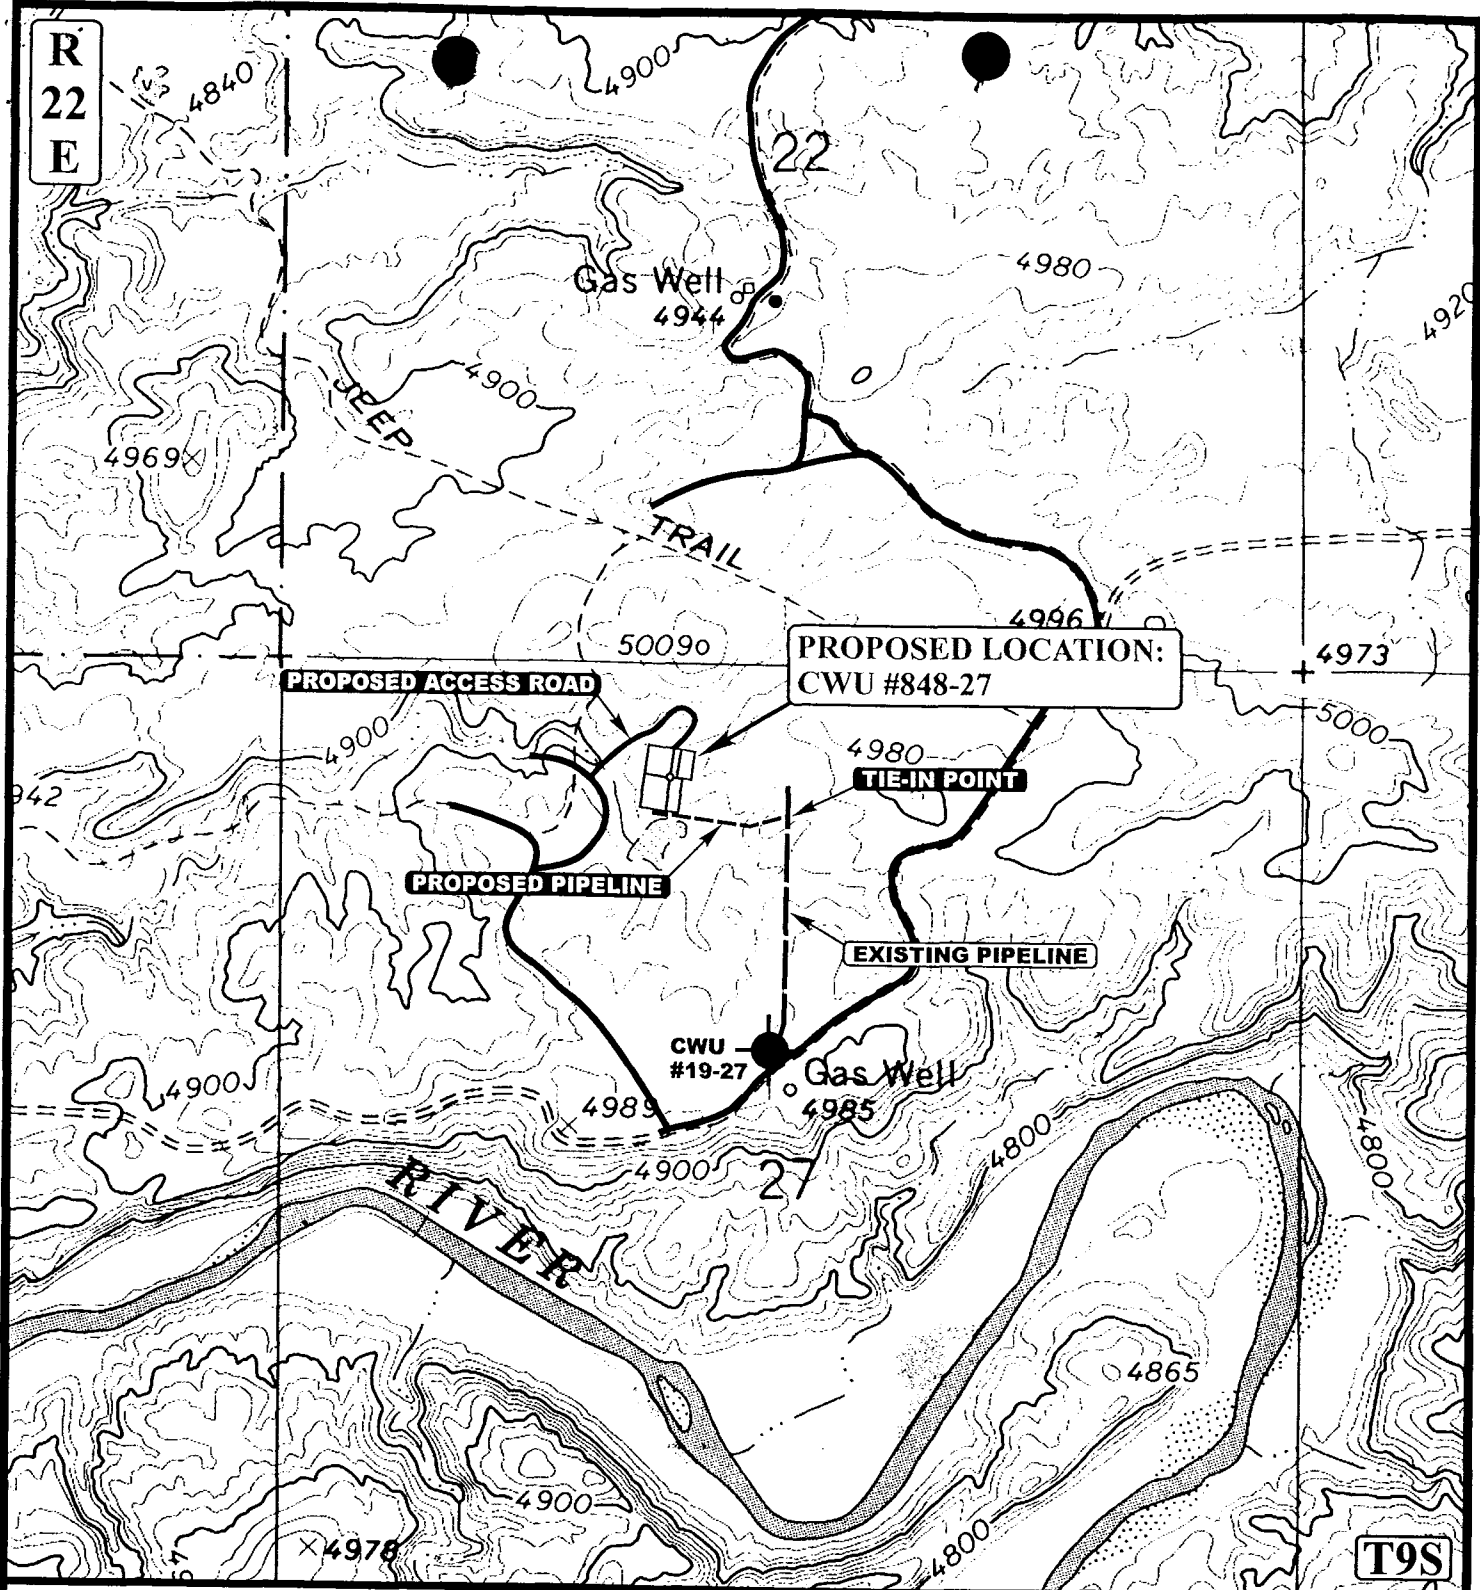 R
22
E
4840
4900
22
Gas Well
4944
4980
4920
JEEP
4900
4969
TRAIL
4996
5009
PROPOSED LOCATION:
CWU #848-27
4973
PROPOSED ACCESS ROAD
4900
4980
5000
TIE-IN POINT
942
PROPOSED PIPELINE
EXISTING PIPELINE
CWU
#19-27
Gas Well
4985
4900
4989
4800
4900
27
4800
RIVER
4865
4900
4978
4800
T9S